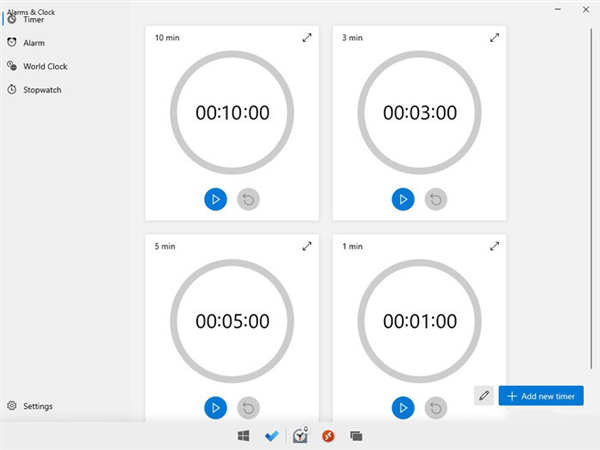 Alarms & Clock
Timer
Alarm
World Clock
Stopwatch
Settings
10 min
00:10:00
3 min
00:03:00
5 min
00:05:00
1 min
00:01:00
Add new timer